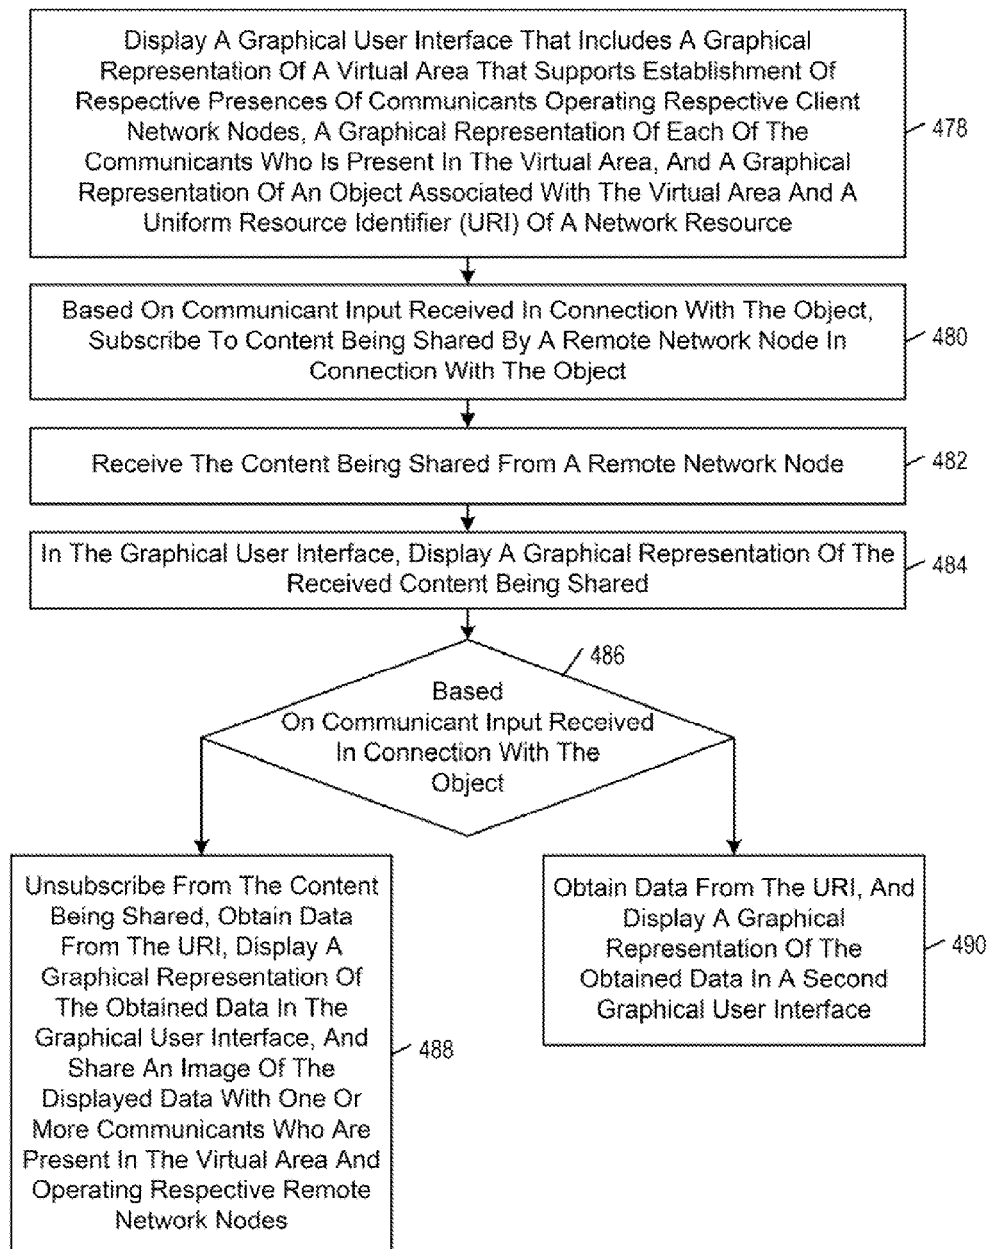 Display A Graphical User Interface That Includes A Graphical
Representation Of A Virtual Area That Supports Establishment Of
Respective Presences Of Communicants Operating Respective Client
Network Nodes, A Graphical Representation Of Each Of The
Communicants Who Is Present In The Virtual Area, And A Graphical
Representation Of An Object Associated With The Virtual Area And A
Uniform Resource Identifier (URI) Of A Network Resource
478
Based On Communicant Input Received In Connection With The Object,
Subscribe To Content Being Shared By A Remote Network Node In
Connection With The Object
480
Receive The Content Being Shared From A Remote Network Node
482
In The Graphical User Interface, Display A Graphical Representation Of The
Received Content Being Shared
484
486
Based
On Communicant Input Received
In Connection With The
Object
Unsubscribe From The Content
Being Shared, Obtain Data
From The URI, Display A
Graphical Representation Of
The Obtained Data In The
Graphical User Interface, And
Share An Image Of The
Displayed Data With One Or
More Communicants Who Are
Present In The Virtual Area And
Operating Respective Remote
Network Nodes
488
Obtain Data From The URI, And
Display A Graphical
Representation Of The
Obtained Data In A Second
Graphical User Interface
490